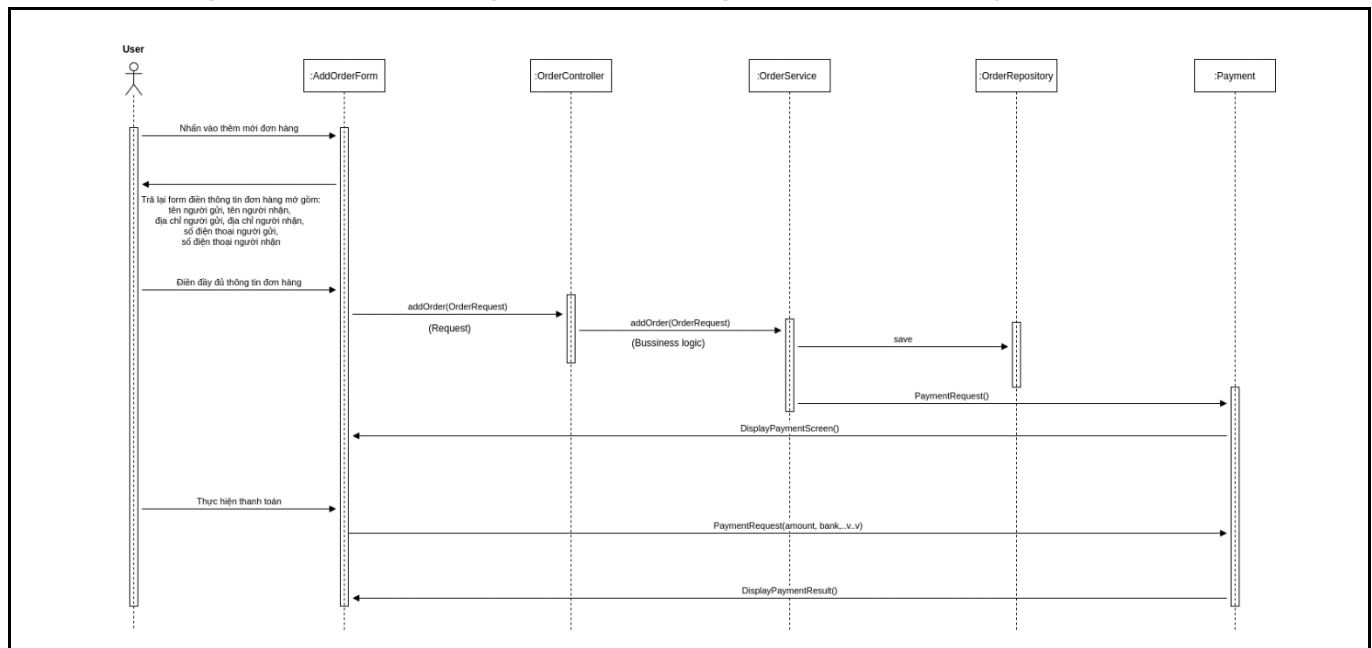 User
:AddOrderForm
:OrderController
:OrderService
:OrderRepository
:Payment
Nhấn vào thêm mới đơn hàng
Trả lại form điền thông tin đơn hàng mở gồm:
tên người gửi, tên người nhận,
địa chỉ người gửi, địa chỉ người nhận,
số điện thoại người gửi,
số điện thoại người nhận
Điền đầy đủ thông tin đơn hàng
addOrder(OrderRequest)
(Request)
addOrder(OrderRequest)
(Bussiness logic)
save
PaymentRequest()
DisplayPaymentScreen()
Thực hiện thanh toán
PaymentRequest(amount, bank,..v..v)
DisplayPaymentResult()